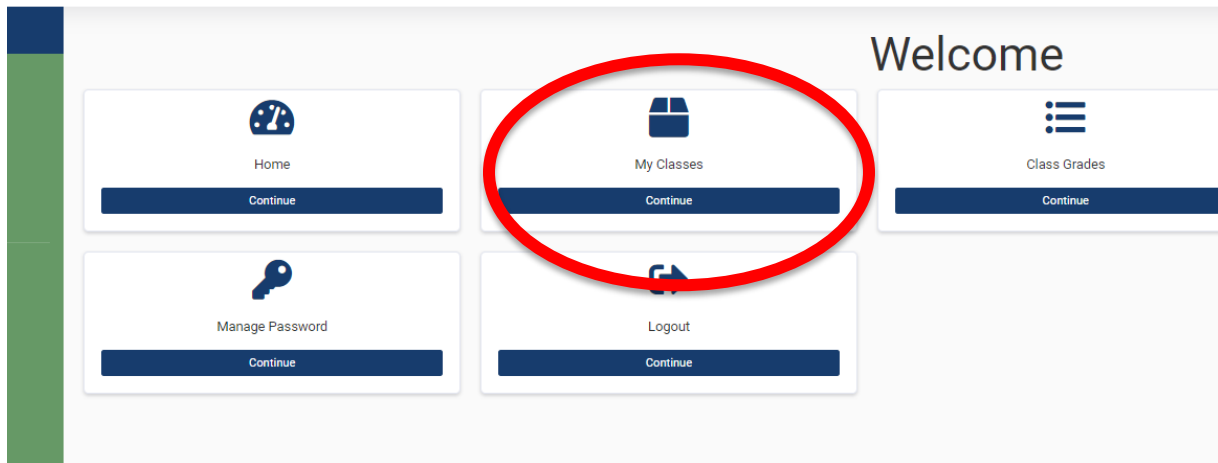 Welcome
Home
Continue
My Classes
Continue
Class Grades
Continue
Manage Password
Continue
Logout
Continue